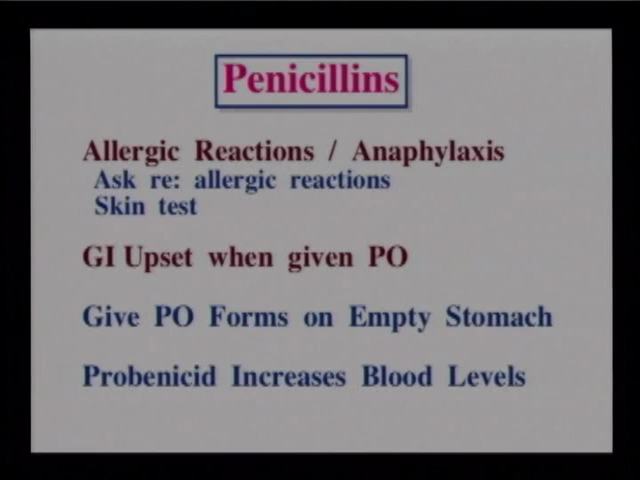 Penicillins
Allergic Reactions / Anaphylaxis
Ask re: allergic reactions
Skin test
GI Upset when given PO
Give PO Forms on Empty Stomach
Probenicid Increases Blood Levels